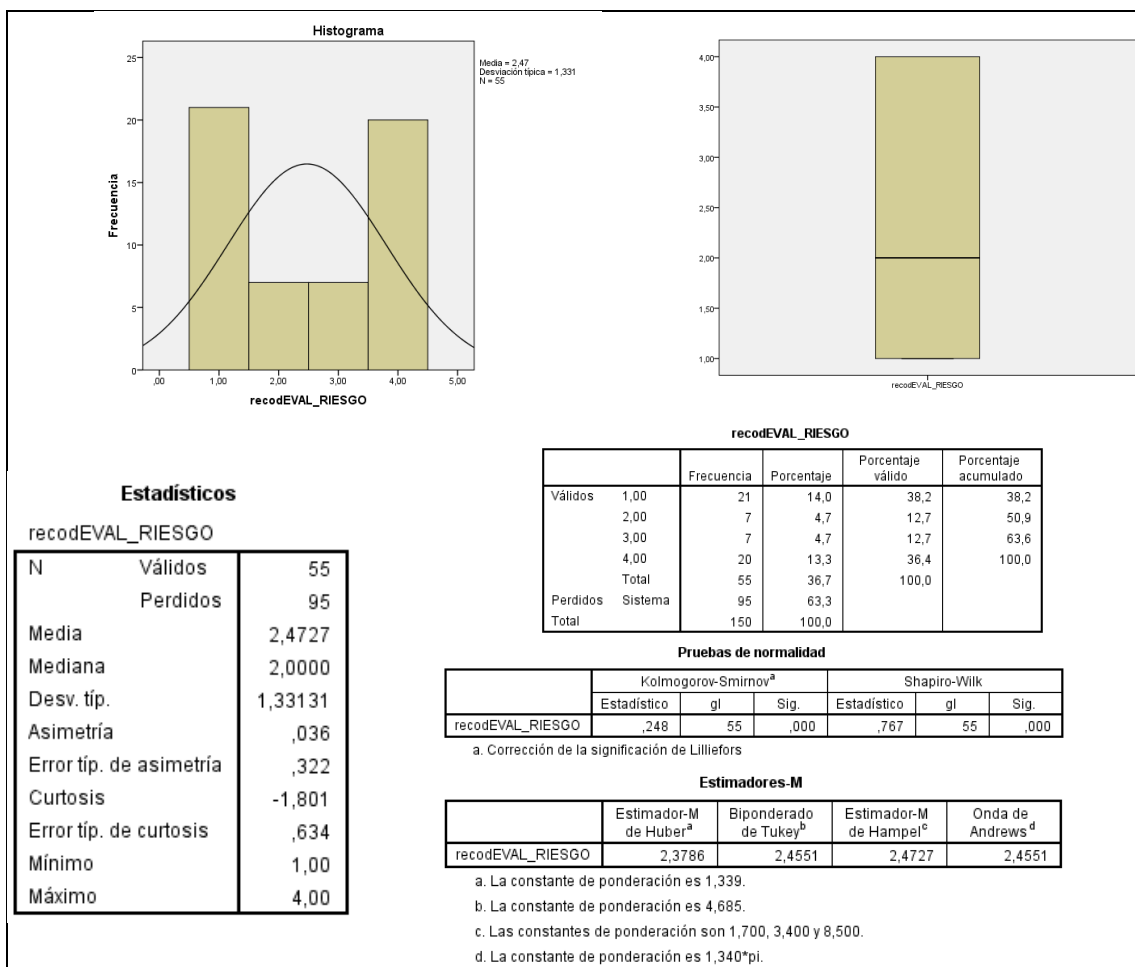 Histograma
Media = 2,47
Desviación típica = 1,331
N = 55
25
20
15
10
5
0
Frecuencia
,00 1,00 2,00 3,00 4,00 5,00
recodEVAL_RIESGO
4,00
3,50
3,00
2,50
2,00
1,50
1,00
recodEVAL_RIESGO
Estadísticos
recodEVAL_RIESGO
N Válidos 55
Perdidos 95
Media 2,4727
Mediana 2,0000
Desv. típ. 1,33131
Asimetría ,036
Error típ. de asimetría ,322
Curtosis -1,801
Error típ. de curtosis ,634
Mínimo 1,00
Máximo 4,00
recodEVAL_RIESGO
Frecuencia Porcentaje Porcentaje válido Porcentaje acumulado
Válidos 1,00 21 14,0 38,2 38,2
2,00 7 4,7 12,7 50,9
3,00 7 4,7 12,7 63,6
4,00 20 13,3 36,4 100,0
Total 55 36,7 100,0
Perdidos Sistema 95 63,3
Total 150 100,0
Pruebas de normalidad
Kolmogorov-Smirnov a Shapiro-Wilk
Estadístico gl Sig. Estadístico gl Sig.
recodEVAL_RIESGO ,248 55 ,000 ,767 55 ,000
a. Corrección de la significación de Lilliefors
Estimadores-M
Estimador-M de Huber a Biponderado de Tukey b Estimador-M de Hampel c Onda de Andrews d
recodEVAL_RIESGO 2,3786 2,4551 2,4727 2,4551
a. La constante de ponderación es 1,339.
b. La constante de ponderación es 4,685.
c. Las constantes de ponderación son 1,700, 3,400 y 8,500.
d. La constante de ponderación es 1,340*pi.